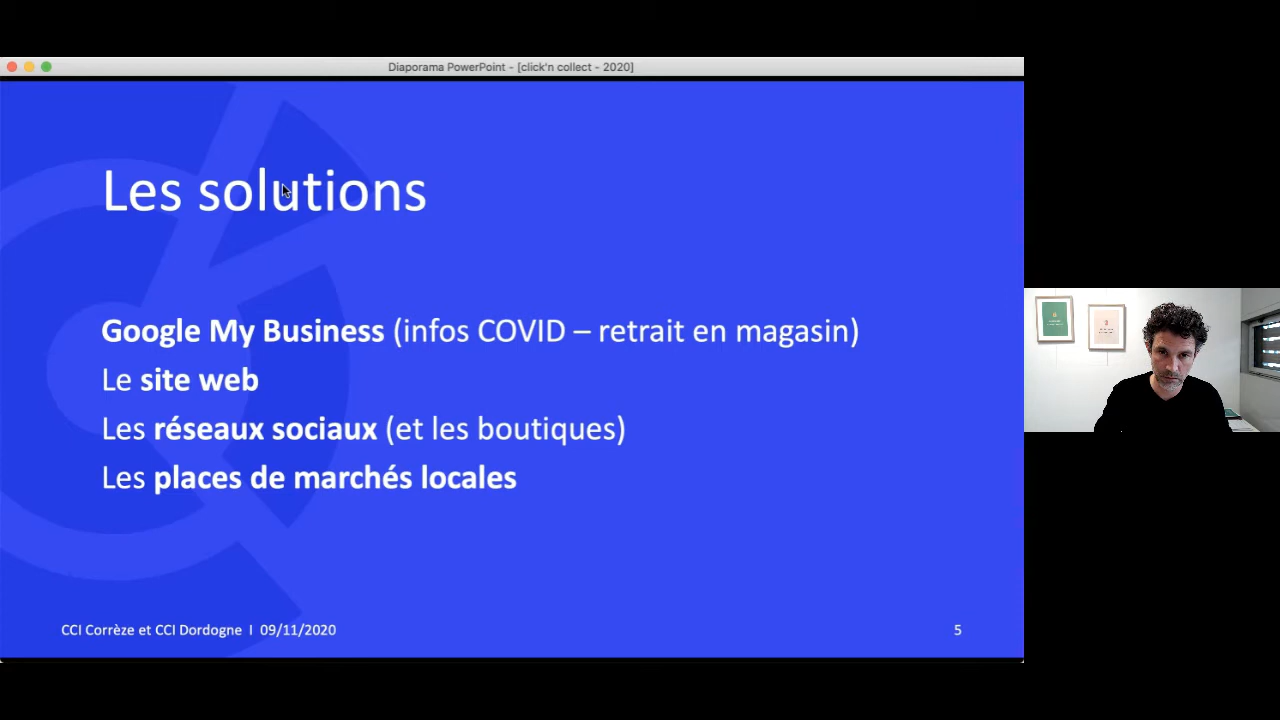 Diaporama PowerPoint - [click'n collect - 2020]
Les solutions
Google My Business (infos COVID – retrait en magasin)
Le site web
Les réseaux sociaux (et les boutiques)
Les places de marchés locales
CCI Corrèze et CCI Dordogne I 09/11/2020
5